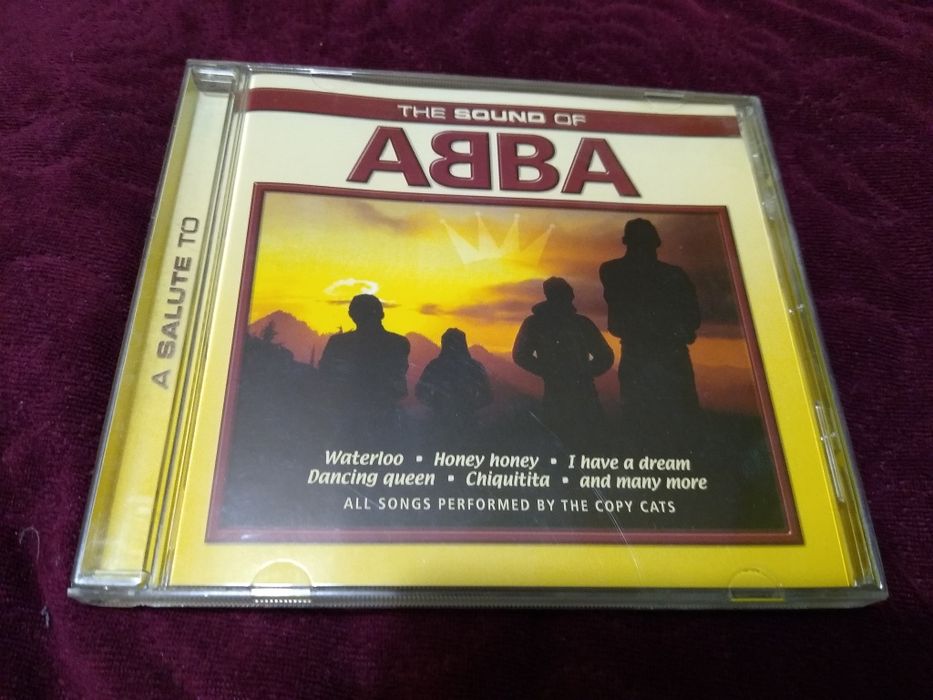 A SALUTE TO
THE SOUND OF
ABBA
Waterloo ▪ Honey honey ▪ I have a dream
Dancing queen ▪ Chiquitita ▪ and many more
ALL SONGS PERFORMED BY THE COPY CATS